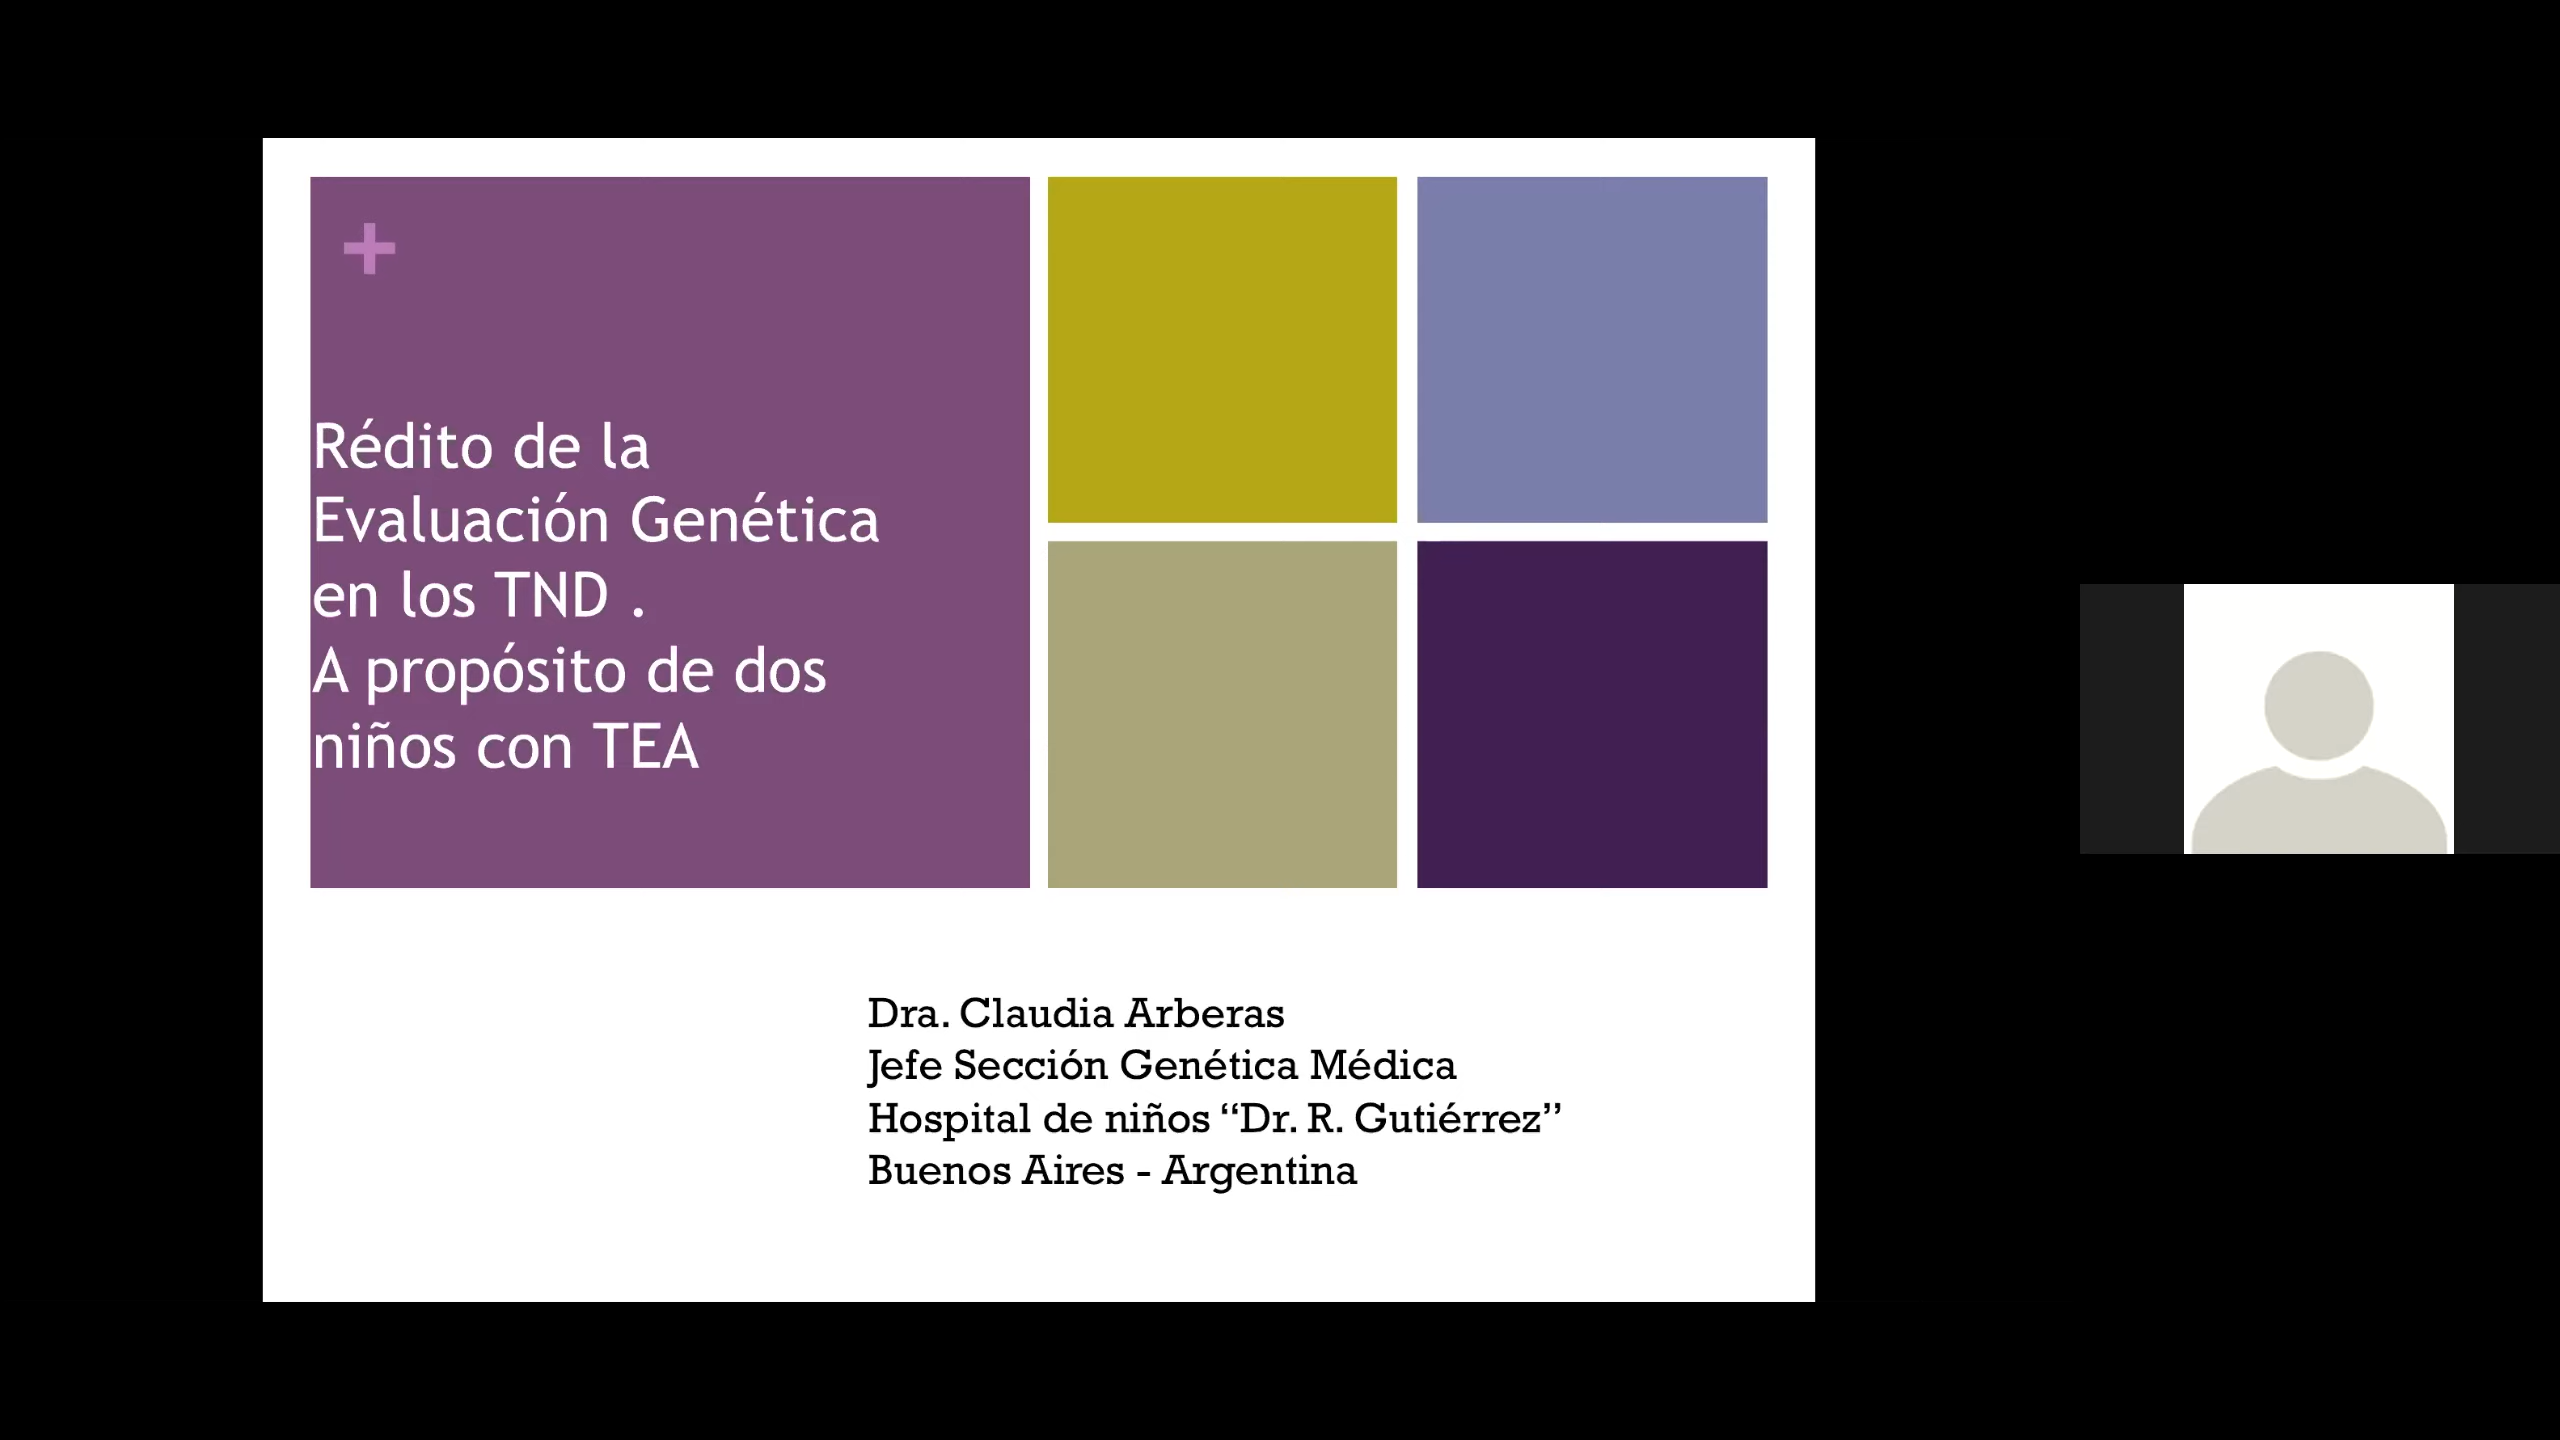 +
Rédito de la
Evaluación Genética
en los TND .
A propósito de dos
niños con TEA
Dra. Claudia Arberas
Jefe Sección Genética Médica
Hospital de niños “Dr. R. Gutiérrez”
Buenos Aires - Argentina